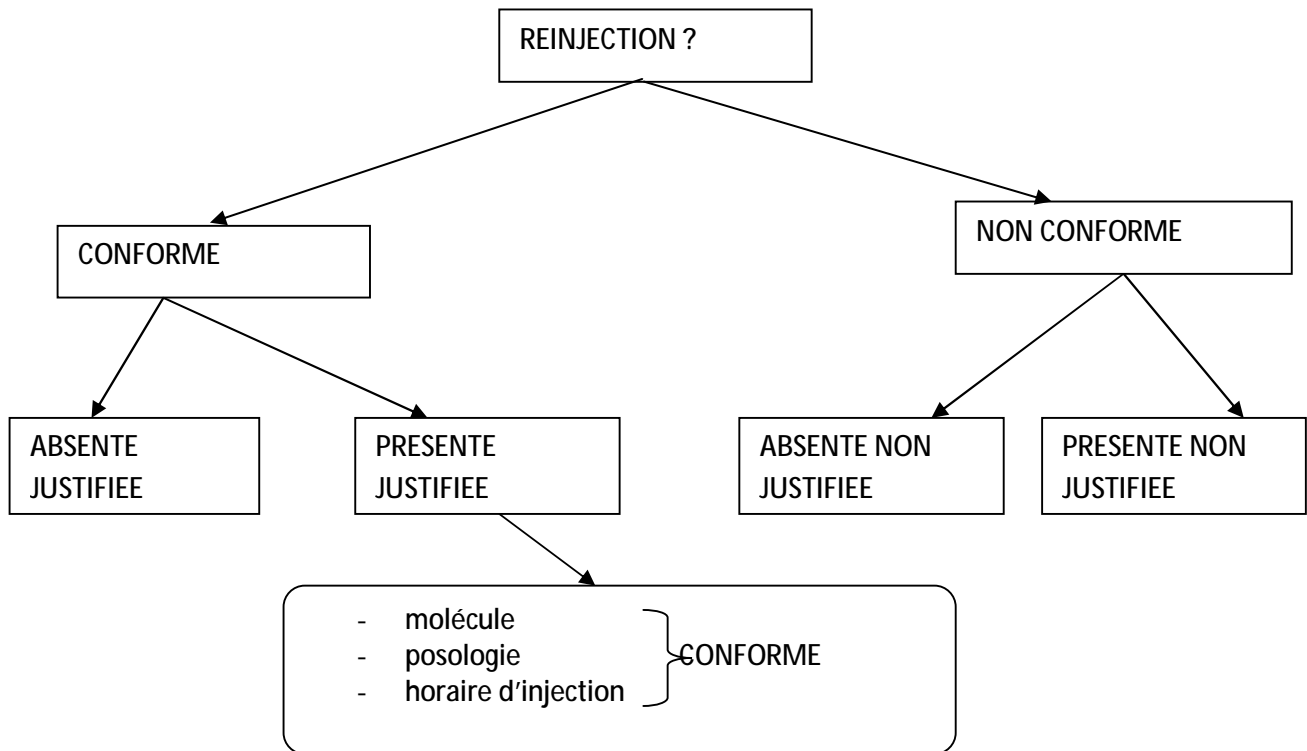 REINJECTION ?
CONFORME
NON CONFORME
ABSENTE
JUSTIFIEE
PRESENTE
JUSTIFIEE
ABSENTE NON
JUSTIFIEE
PRESENTE NON
JUSTIFIEE
- molécule
- posologie
- horaire d'injection
CONFORME